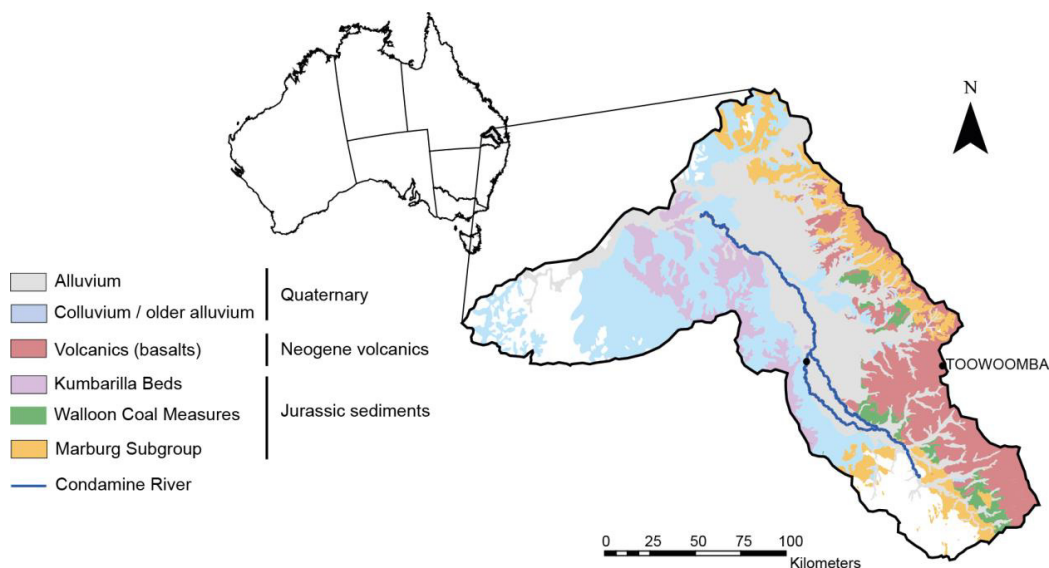 N
TOOWOOMBA
Alluvium
Colluvium / older alluvium
Quaternary
Volcanics (basalts)
Neogene volcanics
Kumbarilla Beds
Walloon Coal Measures
Jurassic sediments
Marburg Subgroup
Condamine River
0 25 50 75 100
Kilometers